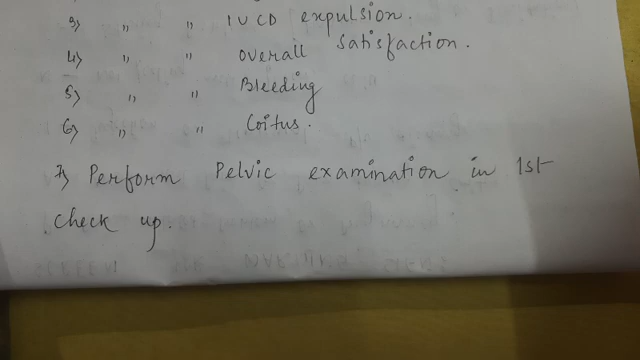 3) " " IUCD expulsion.
4) " " overall satisfaction.
5) " " Bleeding
6) " " Coitus.
7) Perform Pelvic examination in 1st
check up.